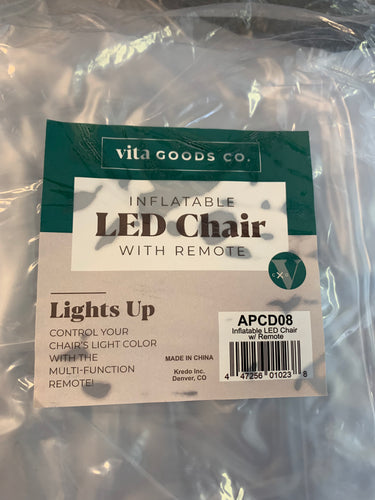 vita GOODS CO.
INFLATABLE
LED Chair
WITH REMOTE
V
C X G
Lights Up
CONTROL YOUR
CHAIR'S LIGHT COLOR
WITH THE
MULTI-FUNCTION
REMOTE!
MADE IN CHINA
Kredo Inc.
Denver, CO
APCD08
Inflatable LED Chair
w/ Remote
4 47256 01023 8